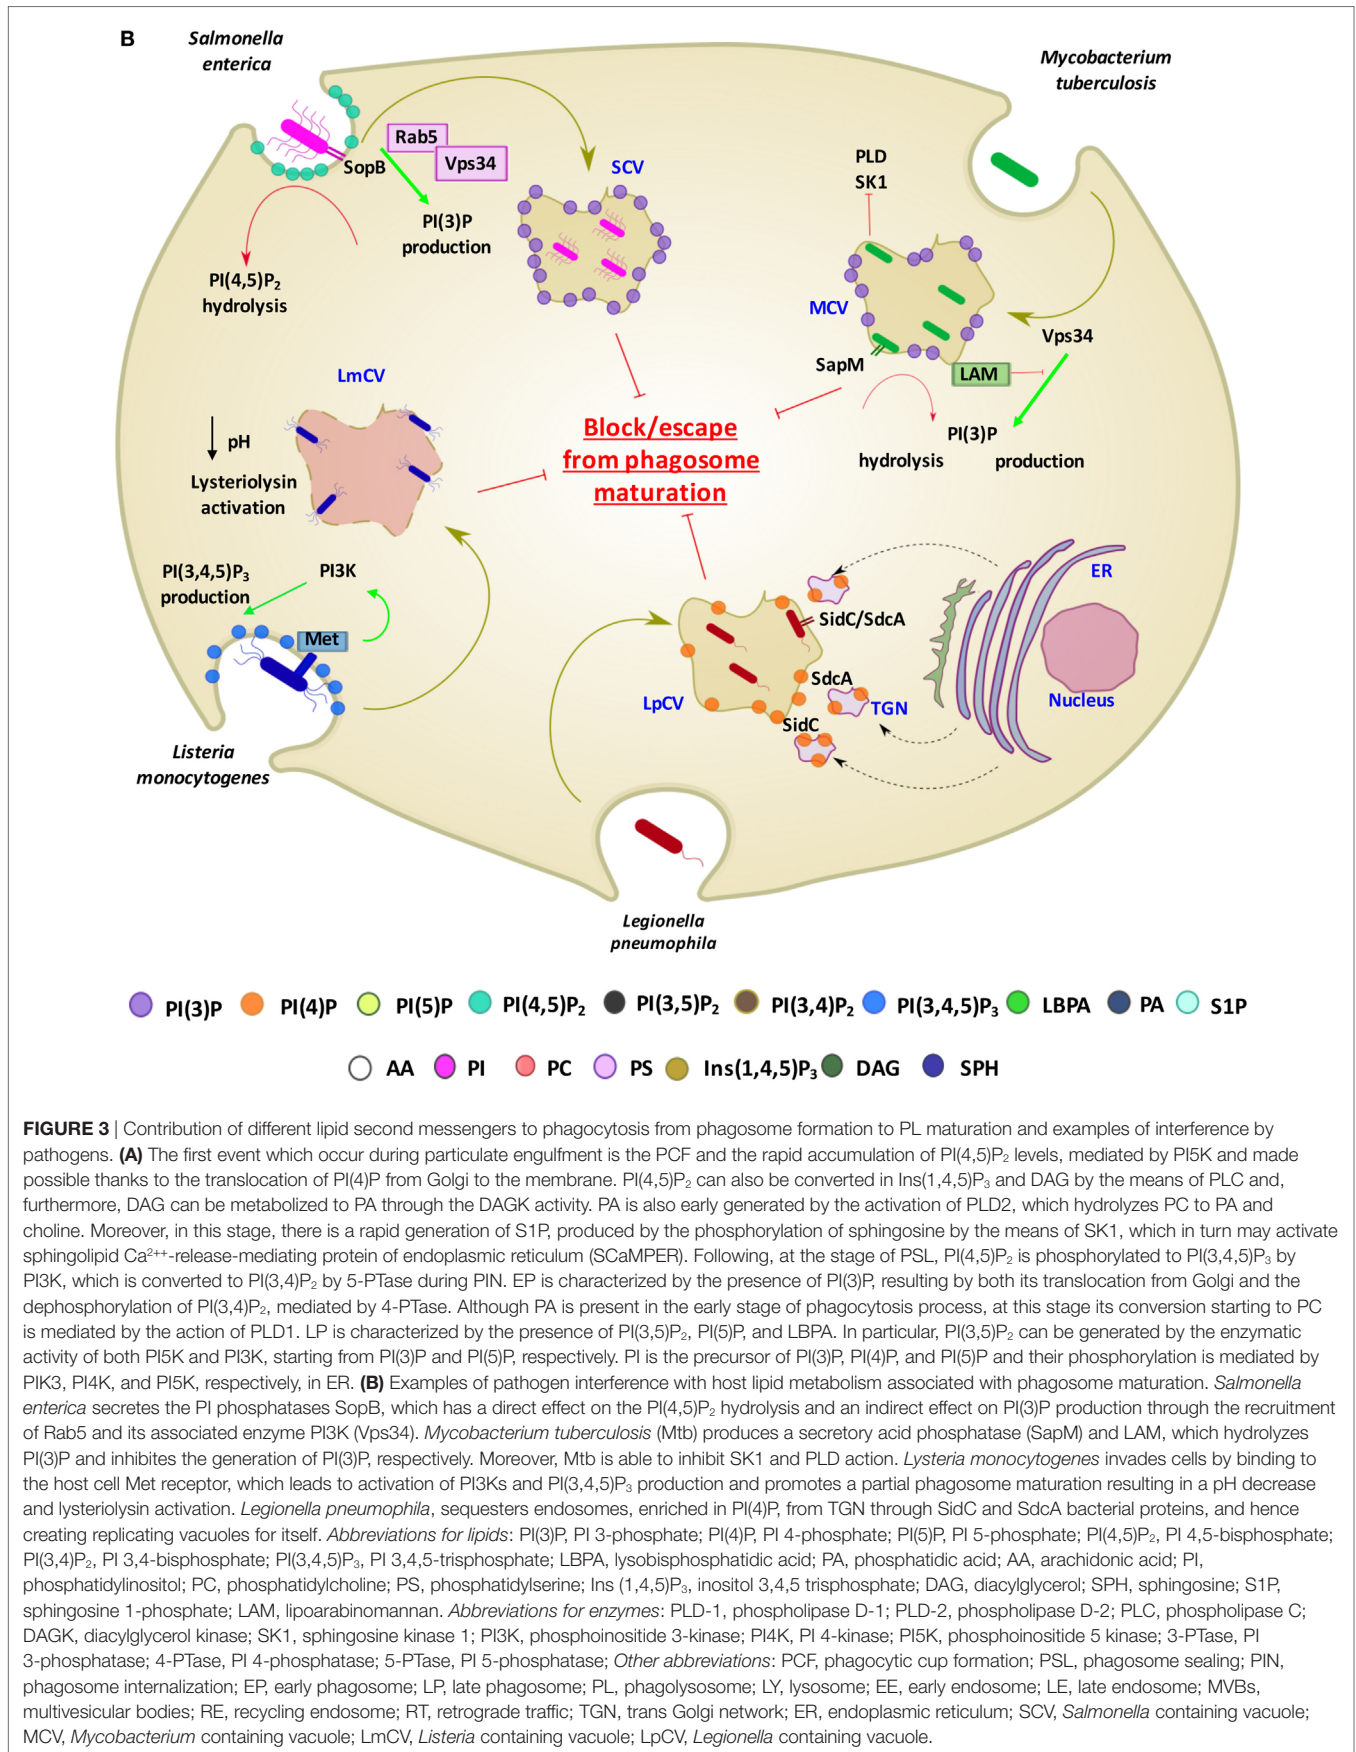 B
Salmonella
enterica
Mycobacterium
tuberculosis
Rab5
Vps34
SopB
SCV
PI(3)P
production
PI(4,5)P₂
hydrolysis
PLD
SK1
MCV
Vps34
SapM
LAM
PI(3)P
hydrolysis
production
LmCV
pH
Lysteriolysin
activation
Block/escape
from phagosome
maturation
PI(3,4,5)P₃
production
PI3K
Met
Listeria
monocytogenes
ER
SidC/SdcA
SdcA
LpCV
TGN
SidC
Nucleus
Legionella
pneumophila
PI(3)P PI(4)P PI(5)P PI(4,5)P₂ PI(3,5)P₂ PI(3,4)P₂ PI(3,4,5)P₃ LBPA PA S1P
AA PI PC PS Ins(1,4,5)P₃ DAG SPH
FIGURE 3 | Contribution of different lipid second messengers to phagocytosis from phagosome formation to PL maturation and examples of interference by
pathogens. (A) The first event which occur during particulate engulfment is the PCF and the rapid accumulation of PI(4,5)P₂ levels, mediated by PI5K and made
possible thanks to the translocation of PI(4)P from Golgi to the membrane. PI(4,5)P₂ can also be converted in Ins(1,4,5)P₃ and DAG by the means of PLC and,
furthermore, DAG can be metabolized to PA through the DAGK activity. PA is also early generated by the activation of PLD2, which hydrolyzes PC to PA and
choline. Moreover, in this stage, there is a rapid generation of S1P, produced by the phosphorylation of sphingosine by the means of SK1, which in turn may activate
sphingolipid Ca²⁺⁺-release-mediating protein of endoplasmic reticulum (SCaMPER). Following, at the stage of PSL, PI(4,5)P₂ is phosphorylated to PI(3,4,5)P₃ by
PI3K, which is converted to PI(3,4)P₂ by 5-PTase during PIN. EP is characterized by the presence of PI(3)P, resulting by both its translocation from Golgi and the
dephosphorylation of PI(3,4)P₂, mediated by 4-PTase. Although PA is present in the early stage of phagocytosis process, at this stage its conversion starting to PC
is mediated by the action of PLD1. LP is characterized by the presence of PI(3,5)P₂, PI(5)P, and LBPA. In particular, PI(3,5)P₂ can be generated by the enzymatic
activity of both PI5K and PI3K, starting from PI(3)P and PI(5)P, respectively. PI is the precursor of PI(3)P, PI(4)P, and PI(5)P and their phosphorylation is mediated by
PIK3, PI4K, and PI5K, respectively, in ER. (B) Examples of pathogen interference with host lipid metabolism associated with phagosome maturation. Salmonella
enterica secretes the PI phosphatases SopB, which has a direct effect on the PI(4,5)P₂ hydrolysis and an indirect effect on PI(3)P production through the recruitment
of Rab5 and its associated enzyme PI3K (Vps34). Mycobacterium tuberculosis (Mtb) produces a secretory acid phosphatase (SapM) and LAM, which hydrolyzes
PI(3)P and inhibits the generation of PI(3)P, respectively. Moreover, Mtb is able to inhibit SK1 and PLD action. Lysteria monocytogenes invades cells by binding to
the host cell Met receptor, which leads to activation of PI3Ks and PI(3,4,5)P₃ production and promotes a partial phagosome maturation resulting in a pH decrease
and lysteriolysin activation. Legionella pneumophila, sequesters endosomes, enriched in PI(4)P, from TGN through SidC and SdcA bacterial proteins, and hence
creating replicating vacuoles for itself. Abbreviations for lipids: PI(3)P, PI 3-phosphate; PI(4)P, PI 4-phosphate; PI(5)P, PI 5-phosphate; PI(4,5)P₂, PI 4,5-bisphosphate;
PI(3,4)P₂, PI 3,4-bisphosphate; PI(3,4,5)P₃, PI 3,4,5-trisphosphate; LBPA, lysobisphosphatidic acid; PA, phosphatidic acid; AA, arachidonic acid; PI,
phosphatidylinositol; PC, phosphatidylcholine; PS, phosphatidylserine; Ins (1,4,5)P₃, inositol 3,4,5 trisphosphate; DAG, diacylglycerol; SPH, sphingosine; S1P,
sphingosine 1-phosphate; LAM, lipoarabinomannan. Abbreviations for enzymes: PLD-1, phospholipase D-1; PLD-2, phospholipase D-2; PLC, phospholipase C;
DAGK, diacylglycerol kinase; SK1, sphingosine kinase 1; PI3K, phosphoinositide 3-kinase; PI4K, PI 4-kinase; PI5K, phosphoinositide 5 kinase; 3-PTase, PI
3-phosphatase; 4-PTase, PI 4-phosphatase; 5-PTase, PI 5-phosphatase; Other abbreviations: PCF, phagocytic cup formation; PSL, phagosome sealing; PIN,
phagosome internalization; EP, early phagosome; LP, late phagosome; PL, phagolysosome; LY, lysosome; EE, early endosome; LE, late endosome; MVBs,
multivesicular bodies; RE, recycling endosome; RT, retrograde traffic; TGN, trans Golgi network; ER, endoplasmic reticulum; SCV, Salmonella containing vacuole;
MCV, Mycobacterium containing vacuole; LmCV, Listeria containing vacuole; LpCV, Legionella containing vacuole.